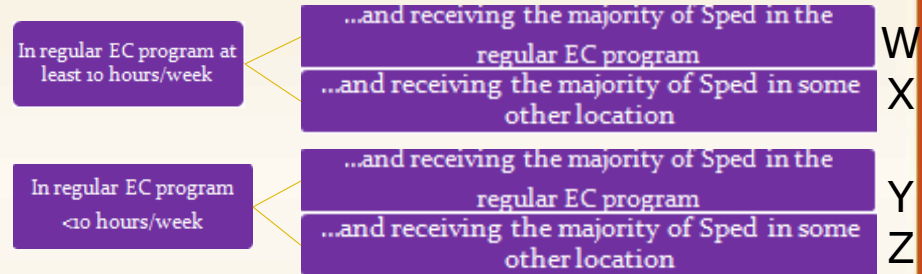 In regular EC program at
least 10 hours/week
...and receiving the majority of Sped in the
regular EC program
W
...and receiving the majority of Sped in some
other location
X
In regular EC program
<10 hours/week
...and receiving the majority of Sped in the
regular EC program
Y
...and receiving the majority of Sped in some
other location
Z